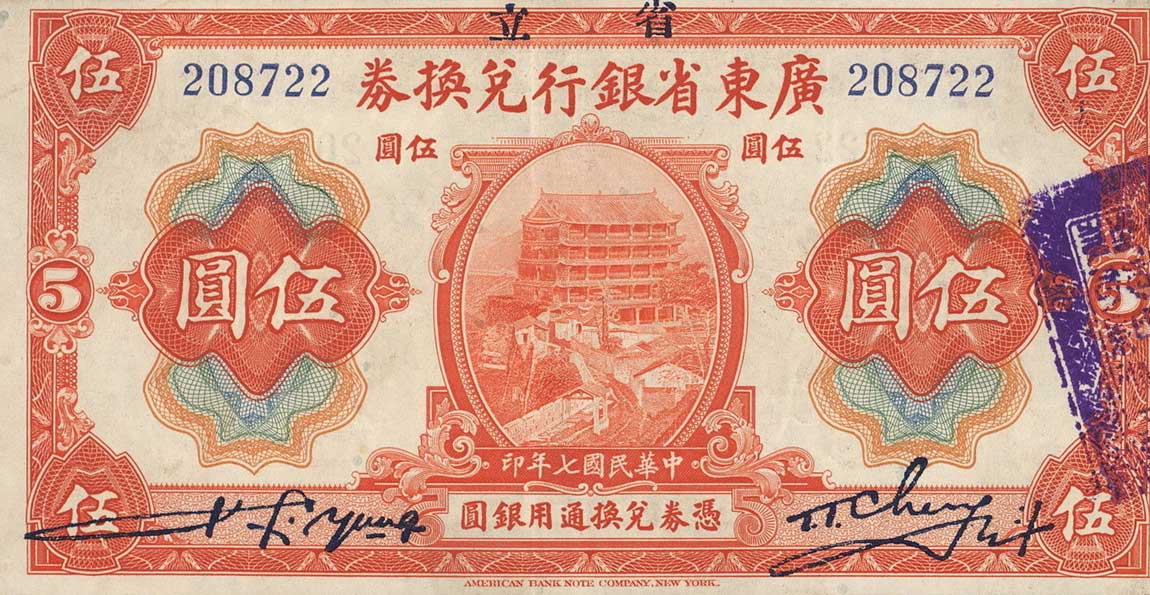 省立
伍 伍
208722 廣東省銀行兌換券 208722
伍圓 伍圓
伍圓 伍圓
5 5
中華民國七年印
憑券兌換通用銀圓
伍 伍
AMERICAN BANK NOTE COMPANY, NEW YORK.